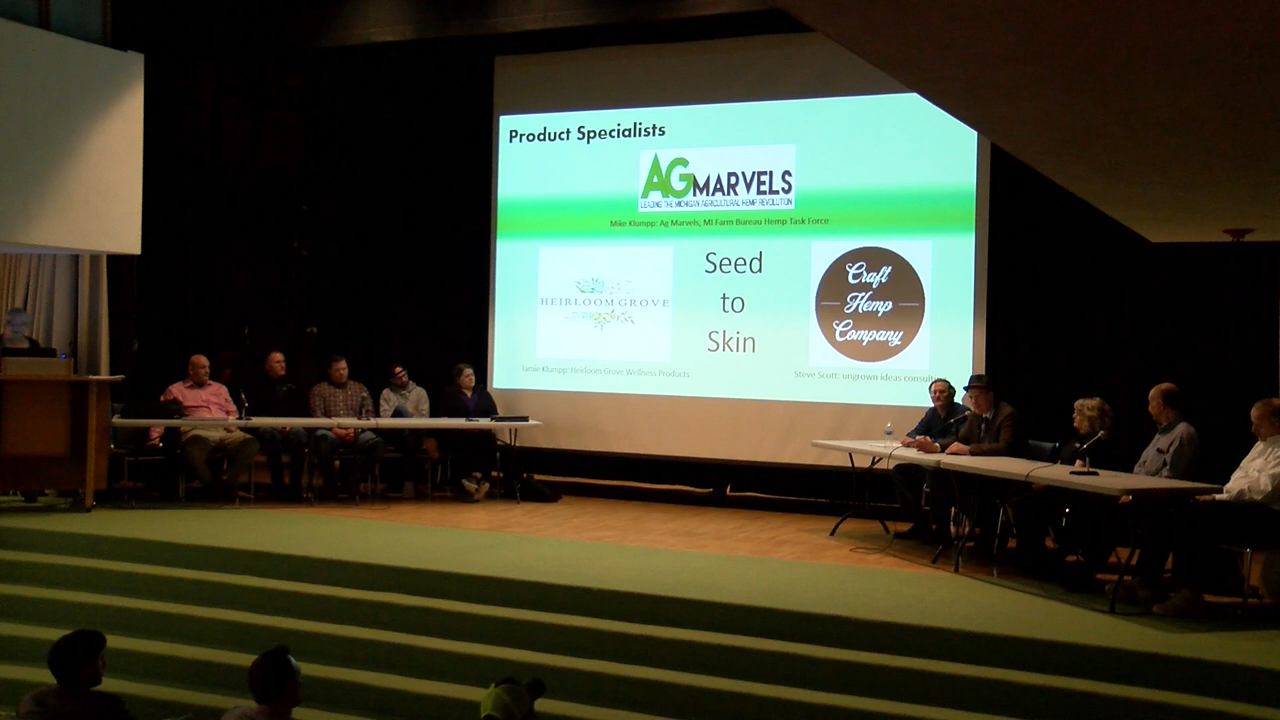 Product Specialists
AG MARVELS
LEADING THE MICHIGAN AGRICULTURAL HEMP REVOLUTION
Mike Klumpp: Ag Marvels, MI Farm Bureau Hemp Task Force
HEIRLOOM GROVE
Seed
to
Skin
Craft
Hemp
Company
Jamie Klumpp: Heirloom Grove Wellness Products
Steve Scott: ungrown ideas